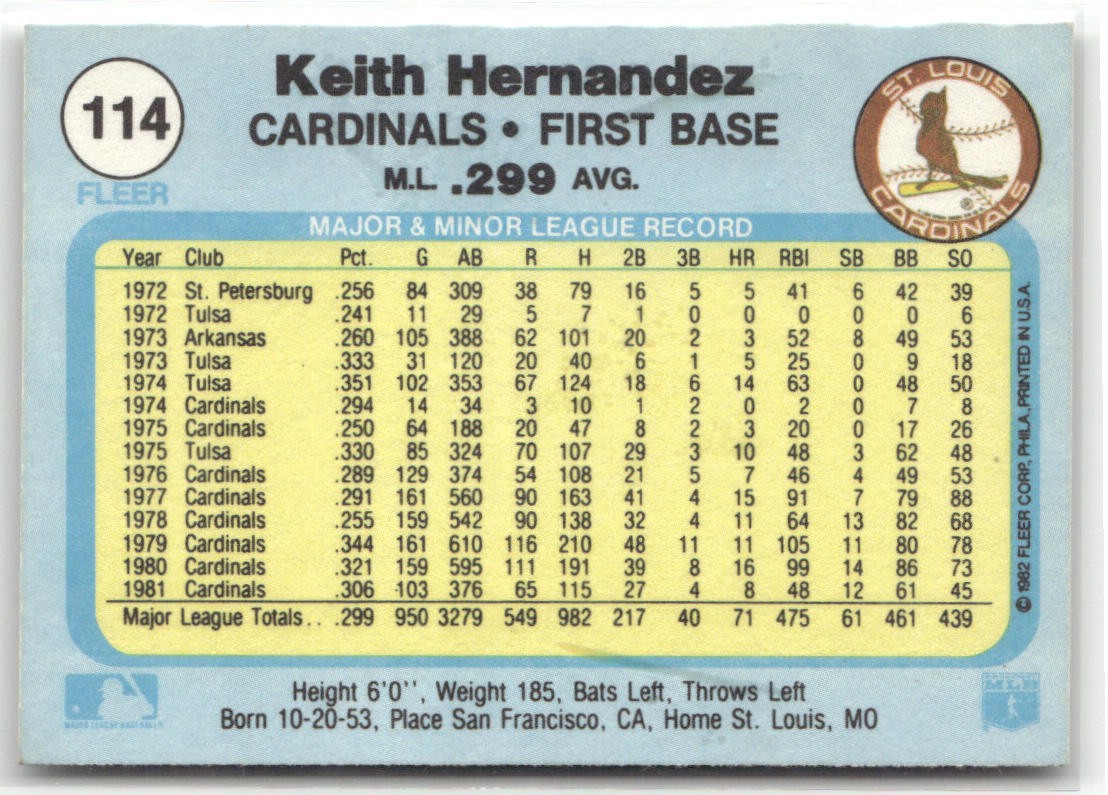 114
FLEER
Keith Hernandez
CARDINALS • FIRST BASE
M.L. .299 AVG.
ST. LOUIS
CARDINALS
®
MAJOR & MINOR LEAGUE RECORD
Year Club Pct. G AB R H 2B 3B HR RBI SB BB SO
1972 St. Petersburg .256 84 309 38 79 16 5 5 41 6 42 39
1972 Tulsa .241 11 29 5 7 1 0 0 0 0 0 6
1973 Arkansas .260 105 388 62 101 20 2 3 52 8 49 53
1973 Tulsa .333 31 120 20 40 6 1 5 25 0 9 18
1974 Tulsa .351 102 353 67 124 18 6 14 63 0 48 50
1974 Cardinals .294 14 34 3 10 1 2 0 2 0 7 8
1975 Cardinals .250 64 188 20 47 8 2 3 20 0 17 26
1975 Tulsa .330 85 324 70 107 29 3 10 48 3 62 48
1976 Cardinals .289 129 374 54 108 21 5 7 46 4 49 53
1977 Cardinals .291 161 560 90 163 41 4 15 91 7 79 88
1978 Cardinals .255 159 542 90 138 32 4 11 64 13 82 68
1979 Cardinals .344 161 610 116 210 48 11 11 105 11 80 78
1980 Cardinals .321 159 595 111 191 39 8 16 99 14 86 73
1981 Cardinals .306 103 376 65 115 27 4 8 48 12 61 45
Major League Totals . . .299 950 3279 549 982 217 40 71 475 61 461 439
© 1982 FLEER CORP., PHILA., PRINTED IN U.S.A.
MAJOR LEAGUE BASEBALL
Height 6'0'', Weight 185, Bats Left, Throws Left
Born 10-20-53, Place San Francisco, CA, Home St. Louis, MO